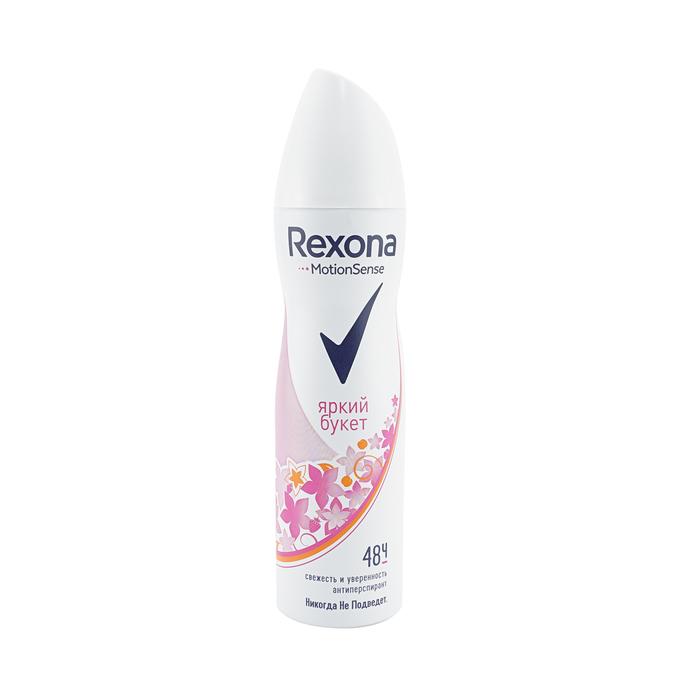 Rexona
MotionSense
яркий
букет
48ч
свежесть и уверенность
антиперспирант
Никогда Не Подведет.